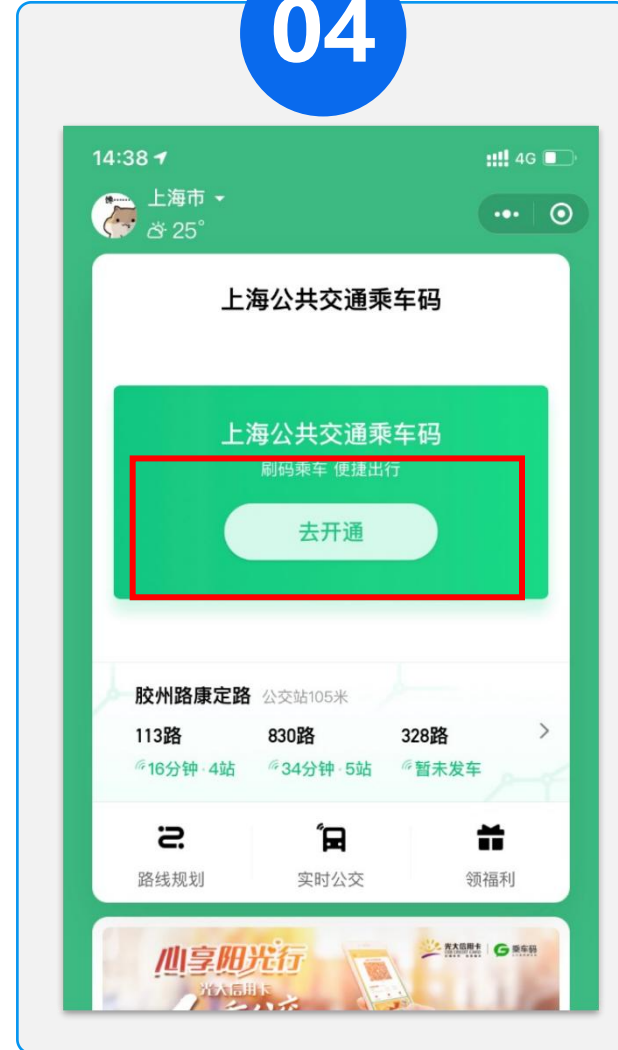 04
14:38
4G
上海市
25°
上海公共交通乘车码
上海公共交通乘车码
刷码乘车 便捷出行
去开通
胶州路康定路 公交站105米
113路 830路 328路
16分钟·4站 34分钟·5站 暂未发车
路线规划 实时公交 领福利
心享阳光行
光大信用卡 乘车码
光大信用卡